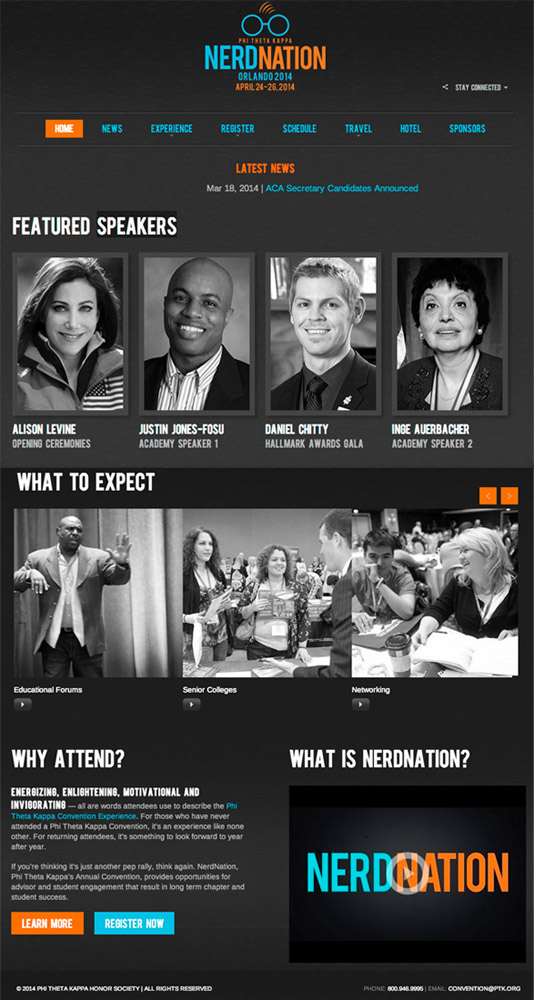 PHI THETA KAPPA
NERDNATION
ORLANDO 2014
APRIL 24-26, 2014
STAY CONNECTED
HOME NEWS EXPERIENCE REGISTER SCHEDULE TRAVEL HOTEL SPONSORS
LATEST NEWS
Mar 18, 2014 | ACA Secretary Candidates Announced
FEATURED SPEAKERS
ALISON LEVINE
OPENING CEREMONIES
JUSTIN JONES-FOSU
ACADEMY SPEAKER 1
DANIEL CHITTY
HALLMARK AWARDS GALA
INGE AUERBACHER
ACADEMY SPEAKER 2
WHAT TO EXPECT
Educational Forums
Senior Colleges
Networking
WHY ATTEND?
ENERGIZING, ENLIGHTENING, MOTIVATIONAL AND
INVIGORATING — all are words attendees use to describe the Phi
Theta Kappa Convention Experience. For those who have never
attended a Phi Theta Kappa Convention, it's an experience like none
other. For returning attendees, it's something to look forward to year
after year.
If you're thinking it's just another pep rally, think again. NerdNation,
Phi Theta Kappa's Annual Convention, provides opportunities for
advisor and student engagement that result in long term chapter and
student success.
LEARN MORE REGISTER NOW
WHAT IS NERDNATION?
NERDNATION
© 2014 PHI THETA KAPPA HONOR SOCIETY | ALL RIGHTS RESERVED
PHONE: 800.946.9995 | EMAIL: CONVENTION@PTK.ORG